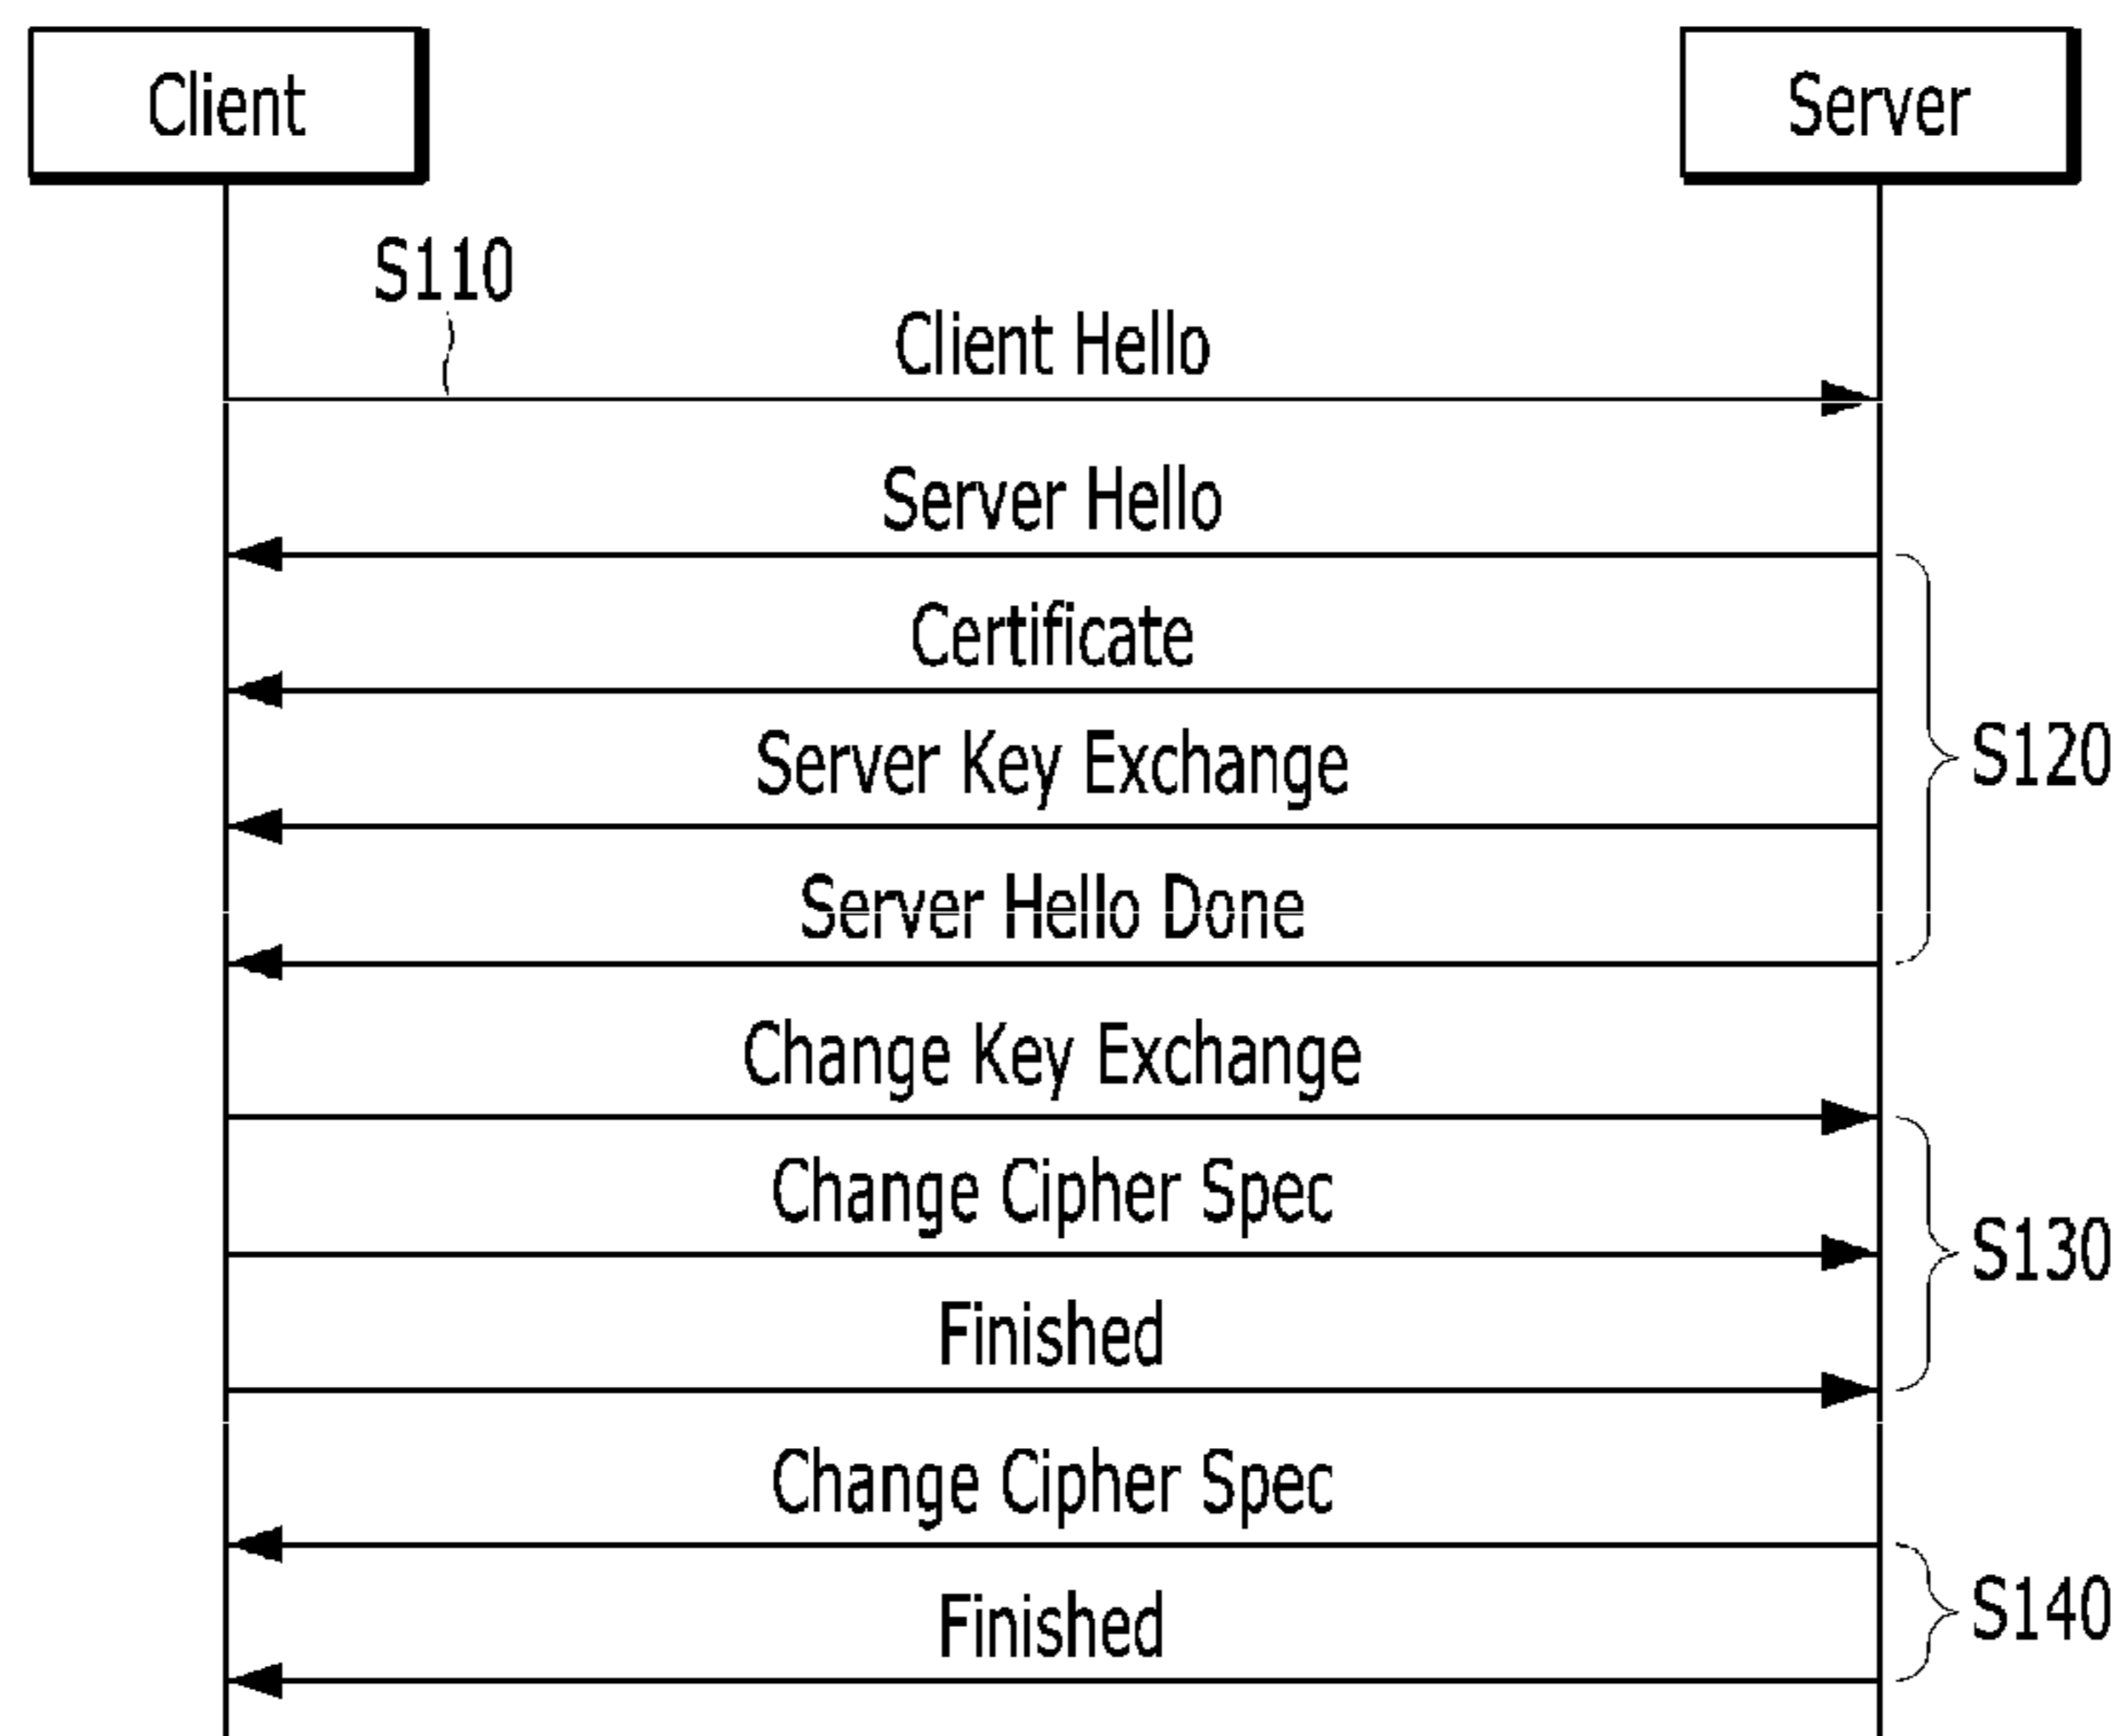 Client
Server
S110
Client Hello
Server Hello
Certificate
Server Key Exchange
S120
Server Hello Done
Change Key Exchange
Change Cipher Spec
S130
Finished
Change Cipher Spec
S140
Finished